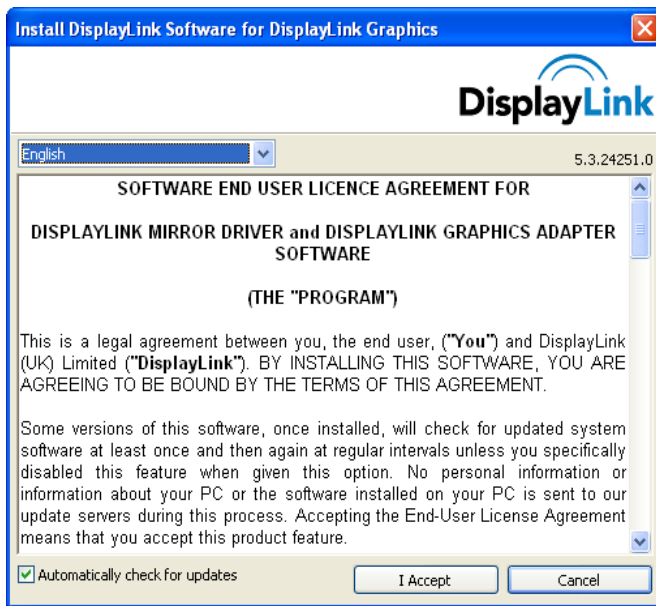 Install DisplayLink Software for DisplayLink Graphics
DisplayLink
English
5.3.24251.0
SOFTWARE END USER LICENCE AGREEMENT FOR
DISPLAYLINK MIRROR DRIVER and DISPLAYLINK GRAPHICS ADAPTER
SOFTWARE
(THE "PROGRAM")
This is a legal agreement between you, the end user, ("You") and DisplayLink
(UK) Limited ("DisplayLink"). BY INSTALLING THIS SOFTWARE, YOU ARE
AGREEING TO BE BOUND BY THE TERMS OF THIS AGREEMENT.
Some versions of this software, once installed, will check for updated system
software at least once and then again at regular intervals unless you specifically
disabled this feature when given this option. No personal information or
information about your PC or the software installed on your PC is sent to our
update servers during this process. Accepting the End-User License Agreement
means that you accept this product feature.
Automatically check for updates
I Accept
Cancel